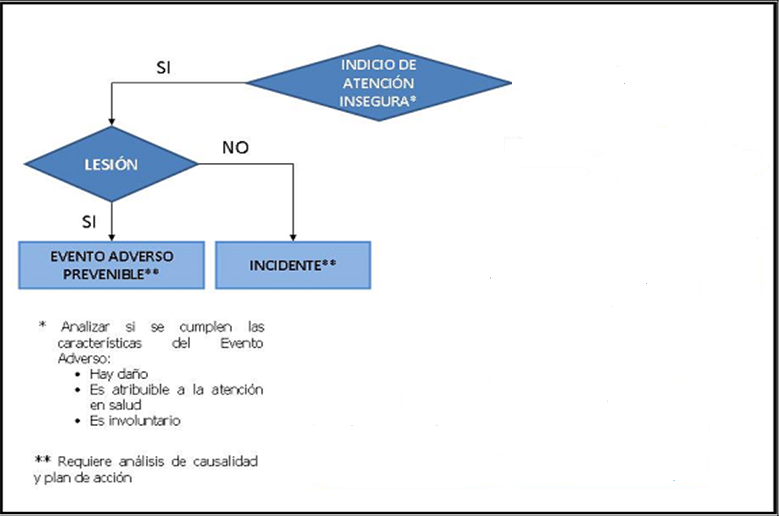 SI
INDICIO DE
ATENCIÓN
INSEGURA*
LESIÓN
NO
SI
EVENTO ADVERSO
PREVENIBLE**
INCIDENTE**
* Analizar si se cumplen las
características del Evento
Adverso:
• Hay daño
• Es atribuible a la atención
en salud
• Es involuntario
** Requiere análisis de causalidad
y plan de acción